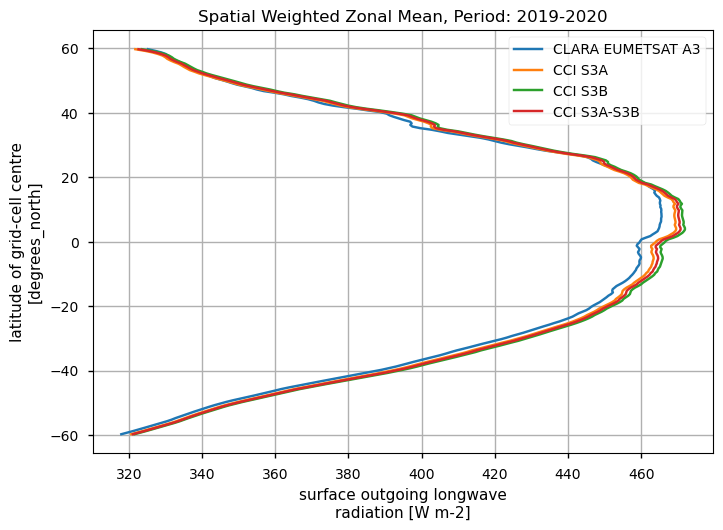 Spatial Weighted Zonal Mean, Period: 2019-2020
CLARA EUMETSAT A3
CCI S3A
CCI S3B
CCI S3A-S3B
latitude of grid-cell centre
[degrees_north]
60
40
20
0
−20
−40
−60
320 340 360 380 400 420 440 460
surface outgoing longwave
radiation [W m-2]